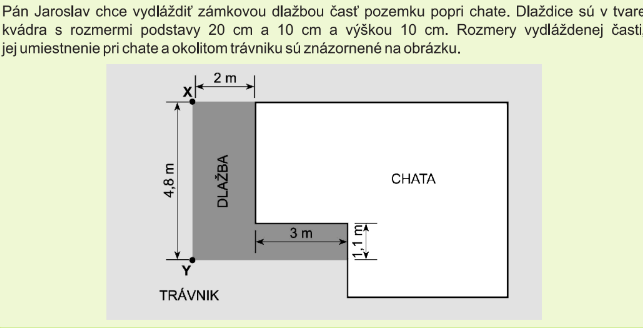 Pán Jaroslav chce vydláždiť zámkovou dlažbou časť pozemku popri chate. Dlaždice sú v tvare
kvádra s rozmermi podstavy 20 cm a 10 cm a výškou 10 cm. Rozmery vydláždenej časti,
jej umiestnenie pri chate a okolitom trávniku sú znázornené na obrázku.
2 m
X
4,8 m
DLAŽBA
CHATA
3 m
1,1 m
Y
TRÁVNIK